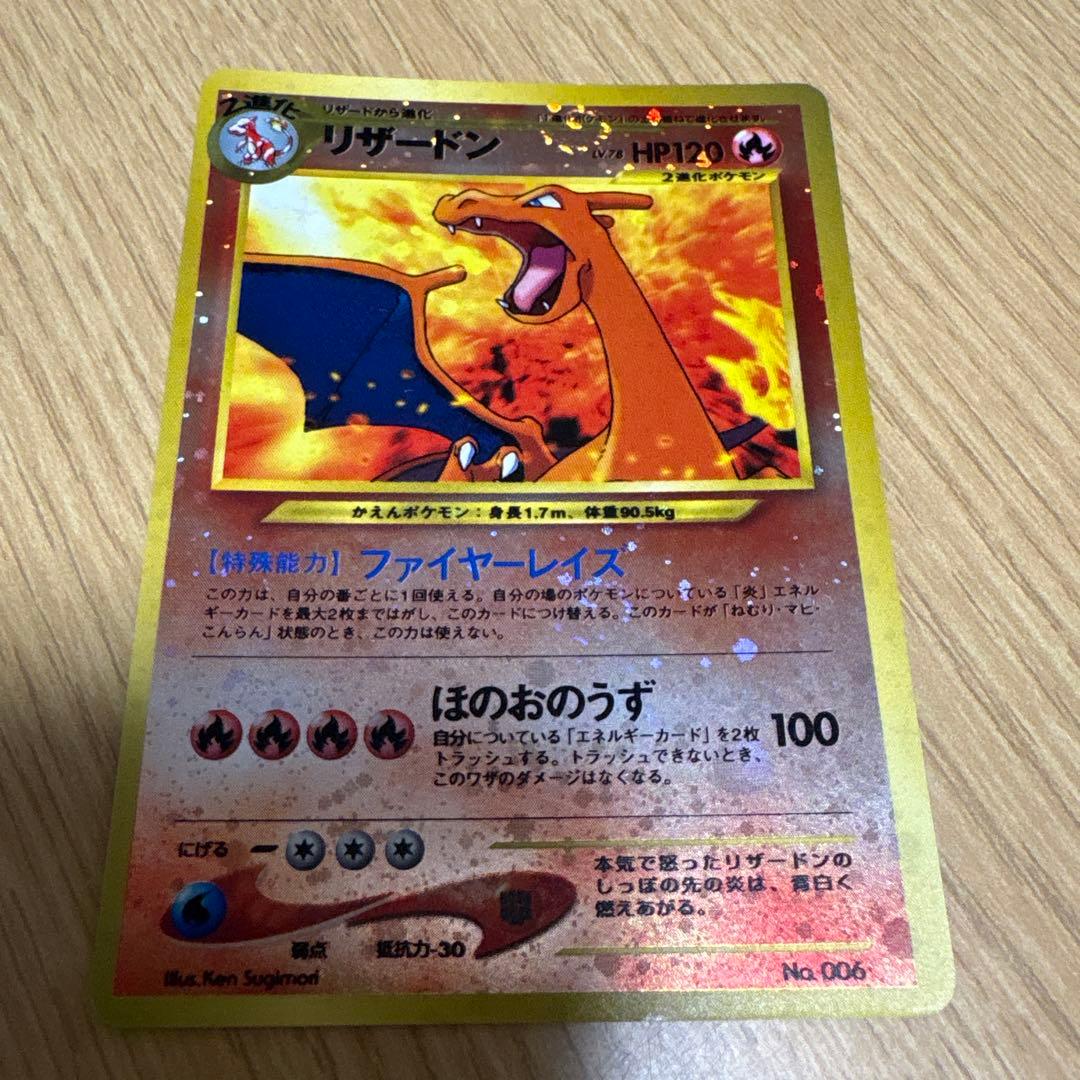 2進化
リザードから進化
リザードン
LV.78 HP120
2進化ポケモン
かえんポケモン：身長1.7m、体重90.5kg
【特殊能力】ファイヤーレイズ
この力は、自分の番ごとに1回使える。自分の場のポケモンについている「炎」エネル
ギーカードを最大2枚まではがし、このカードにつけ替える。このカードが「ねむり・マヒ・
こんらん」状態のとき、この力は使えない。
ほのおのうず
自分についている「エネルギーカード」を2枚
トラッシュする。トラッシュできないとき、
このワザのダメージはなくなる。
100
にげる
本気で怒ったリザードンの
しっぽの先の炎は、青白く
燃えあがる。
弱点 抵抗力-30
Illus. Ken Sugimori
No. 006